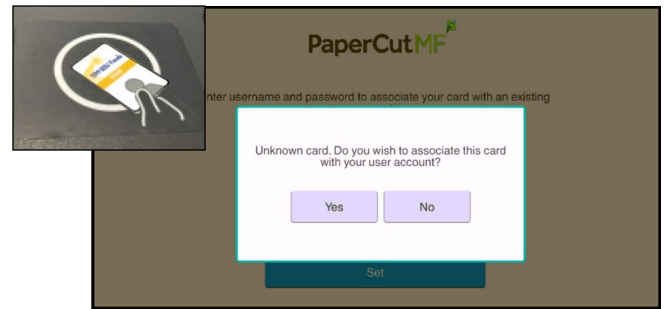 PaperCutMF
Enter username and password to associate your card with an existing
Unknown card. Do you wish to associate this card
with your user account?
Yes
No
Set